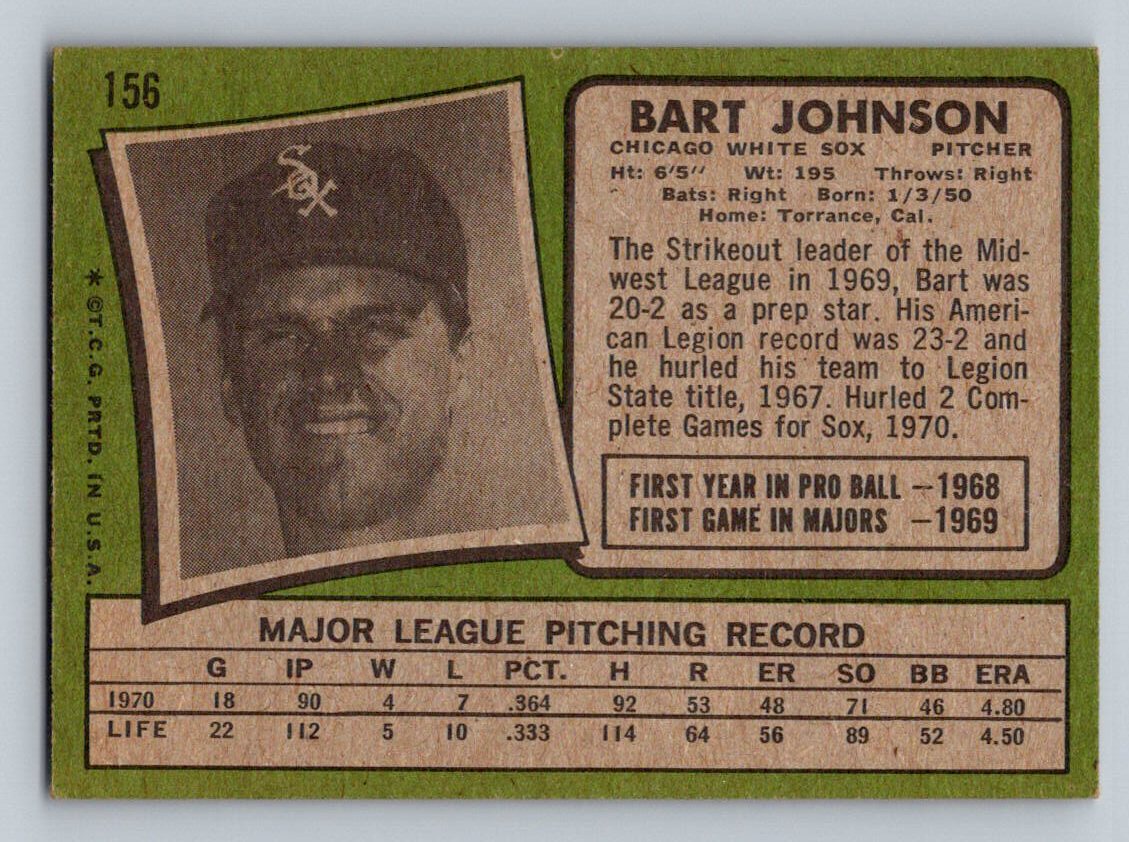 156
SOX
* ©T.C.G. PRTD. IN U.S.A.
BART JOHNSON
CHICAGO WHITE SOX PITCHER
Ht: 6'5" Wt: 195 Throws: Right
Bats: Right Born: 1/3/50
Home: Torrance, Cal.
The Strikeout leader of the Mid-
west League in 1969, Bart was
20-2 as a prep star. His Ameri-
can Legion record was 23-2 and
he hurled his team to Legion
State title, 1967. Hurled 2 Com-
plete Games for Sox, 1970.
FIRST YEAR IN PRO BALL —1968
FIRST GAME IN MAJORS —1969
MAJOR LEAGUE PITCHING RECORD
G IP W L PCT. H R ER SO BB ERA
1970 18 90 4 7 .364 92 53 48 71 46 4.80
LIFE 22 112 5 10 .333 114 64 56 89 52 4.50